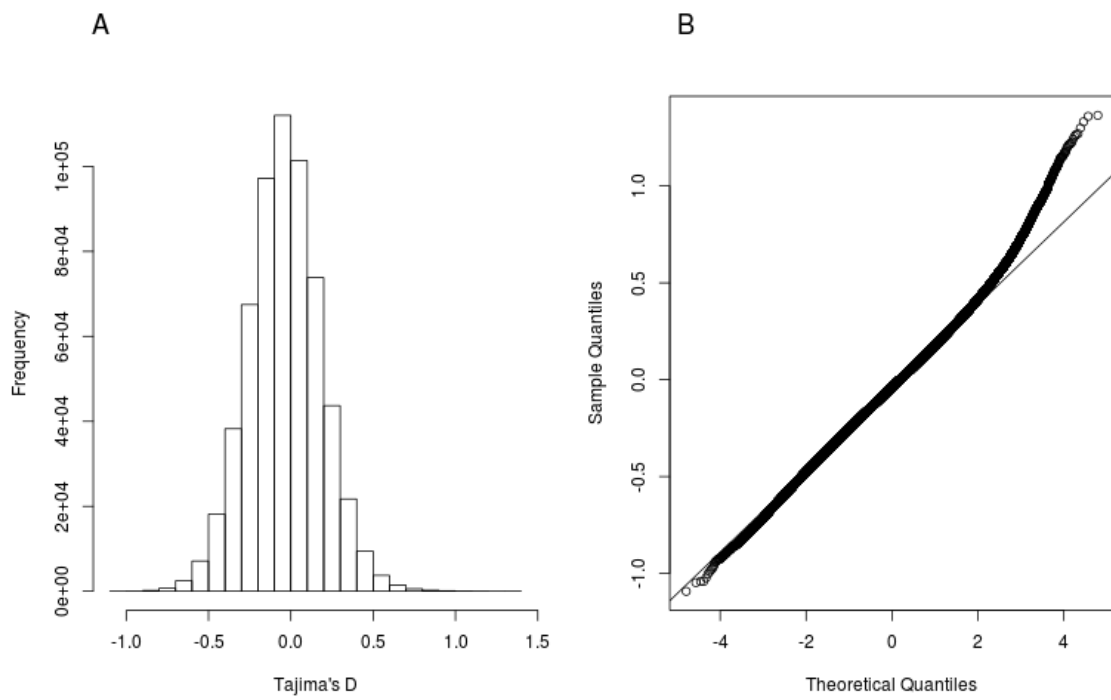 A
B
Frequency
0e+00
2e+04
4e+04
6e+04
8e+04
1e+05
-1.0
-0.5
0.0
0.5
1.0
1.5
Tajima's D
Sample Quantiles
-1.0
-0.5
0.0
0.5
1.0
-4
-2
0
2
4
Theoretical Quantiles